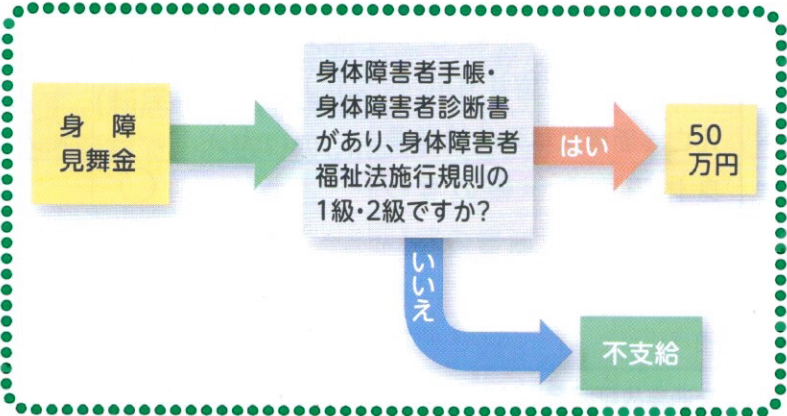 身　障
見舞金
身体障害者手帳・
身体障害者診断書
があり、身体障害者
福祉法施行規則の
1級・2級ですか?
はい
50
万円
いいえ
不支給